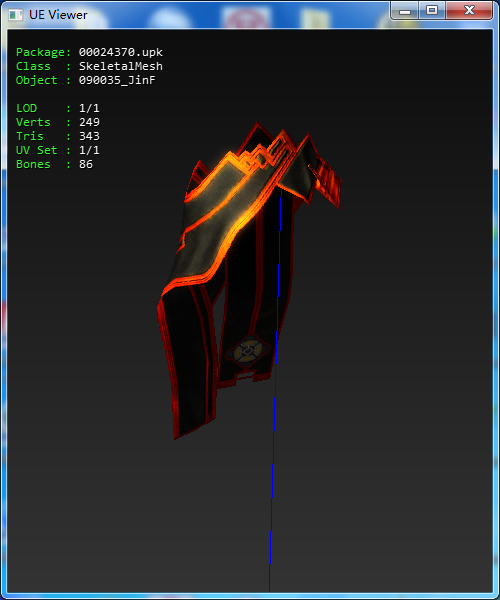 UE Viewer
Package: 00024370.upk
Class : SkeletalMesh
Object : 090035_JinF
LOD : 1/1
Verts : 249
Tris : 343
UV Set : 1/1
Bones : 86